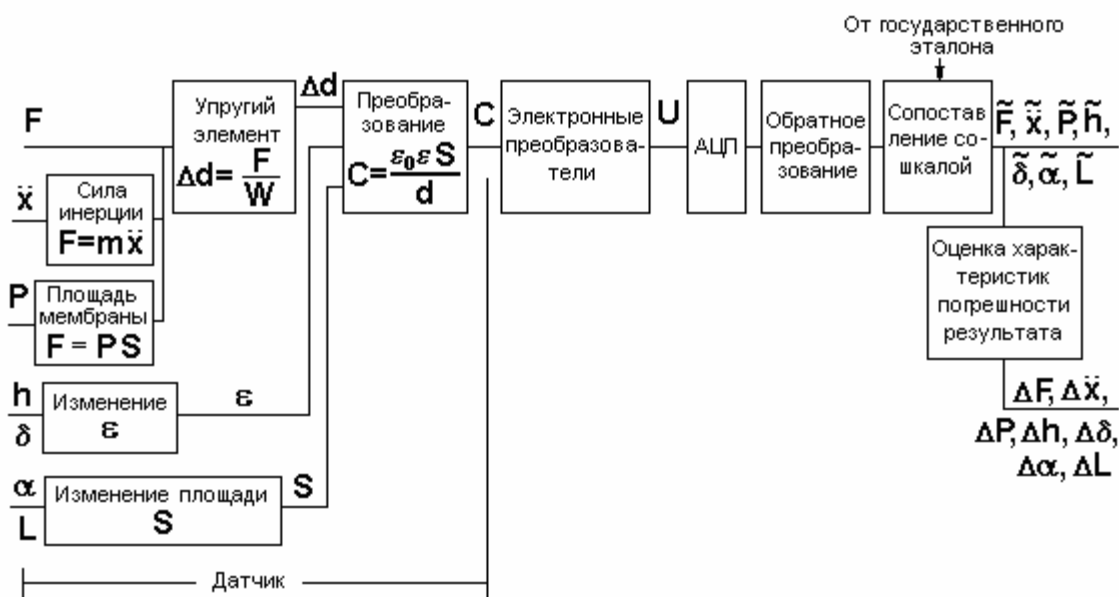 От государственного
эталона
F
Упругий
элемент
Δd= F/W
Δd
Преобра-
зование
C= ε₀ε S/d
C
Электронные
преобразова-
тели
U
АЦП
Обратное
преобра-
зование
Сопостав
ление со-
шкалой
F̃, ẍ̃, P̃, h̃,
δ̃, α̃, L̃
ẍ
Сила
инерции
F=mẍ
P
Площадь
мембраны
F = PS
h
δ
Изменение
ε
ε
α
L
Изменение площади
S
S
Оценка харак-
теристик
погрешности
результата
ΔF, Δẍ,
ΔP, Δh, Δδ,
Δα, ΔL
Датчик